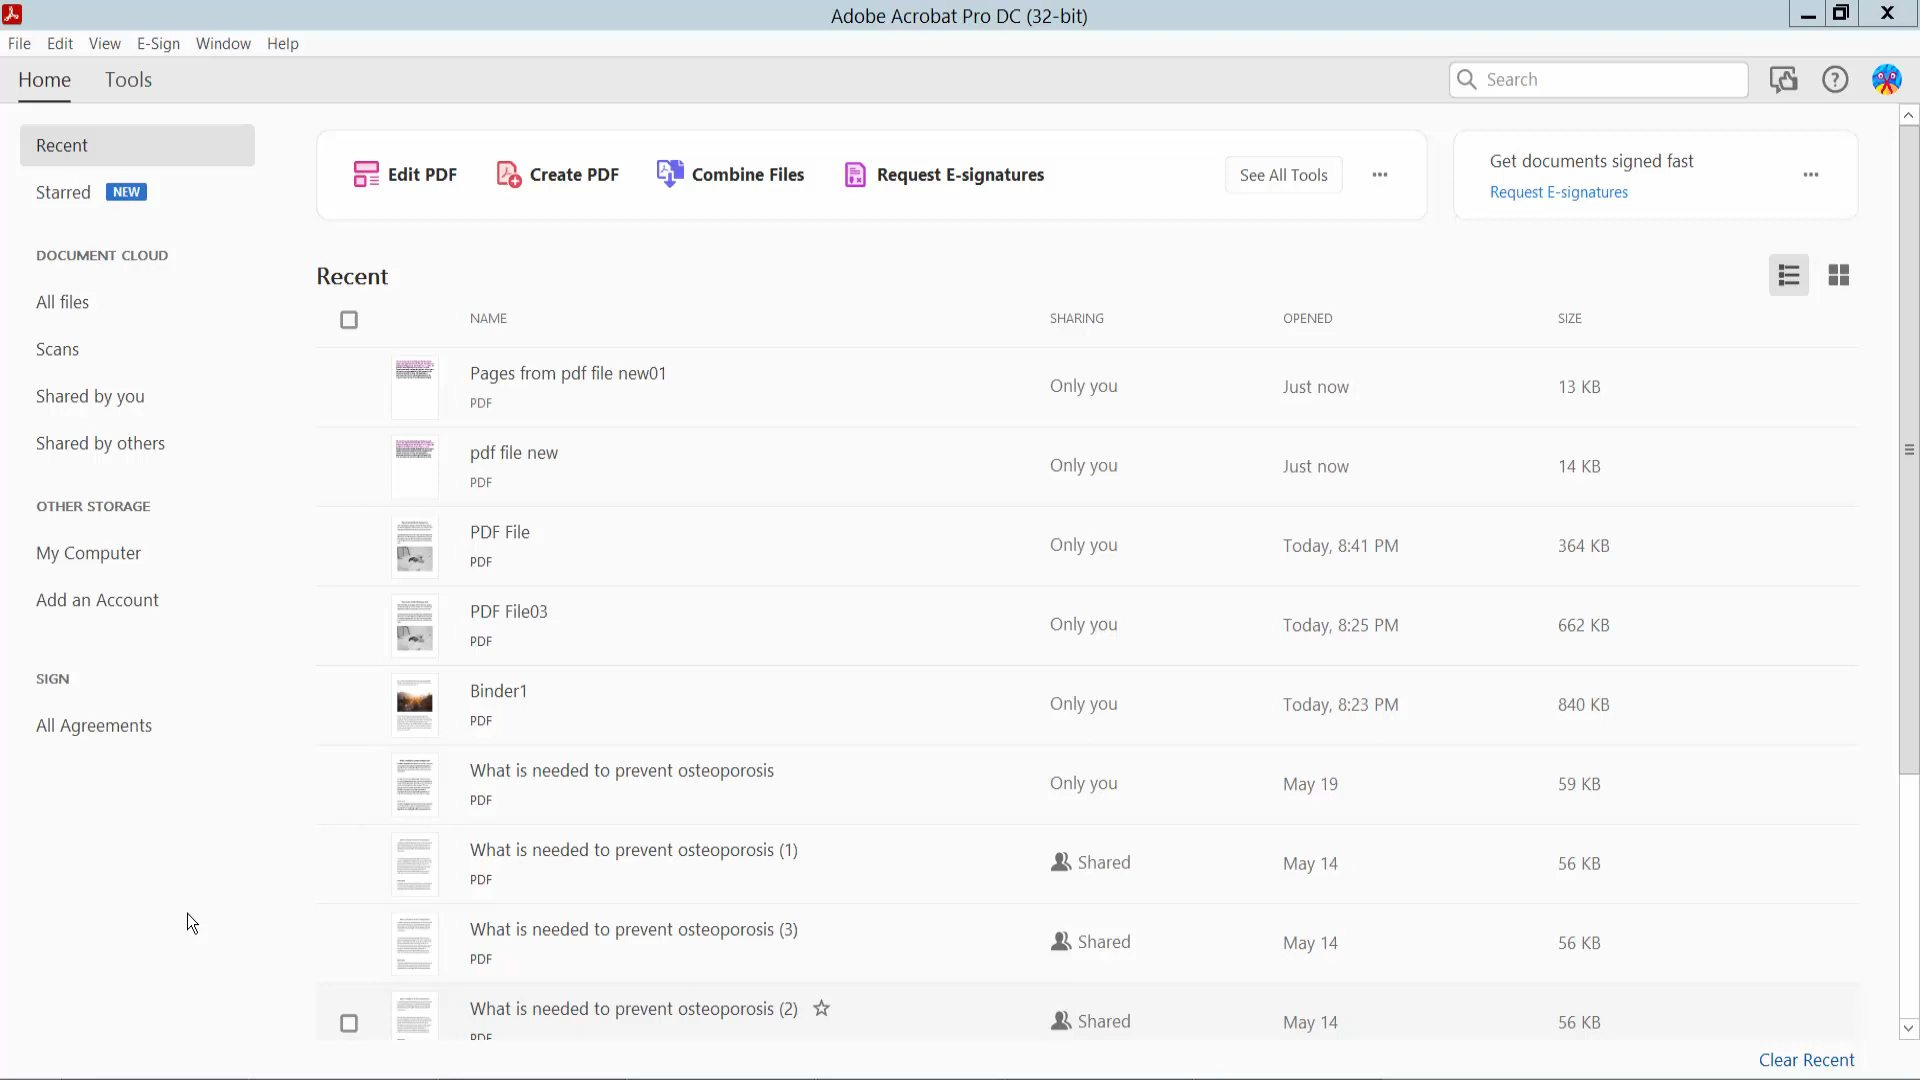 Adobe Acrobat Pro DC (32-bit)
File Edit View E-Sign Window Help
Home Tools Search
Recent
Starred NEW
DOCUMENT CLOUD
All files
Scans
Shared by you
Shared by others
OTHER STORAGE
My Computer
Add an Account
SIGN
All Agreements
Edit PDF Create PDF Combine Files Request E-signatures See All Tools
Get documents signed fast
Request E-signatures
Recent
NAME SHARING OPENED SIZE
Pages from pdf file new01 Only you Just now 13 KB
PDF
pdf file new Only you Just now 14 KB
PDF
PDF File Only you Today, 8:41 PM 364 KB
PDF
PDF File03 Only you Today, 8:25 PM 662 KB
PDF
Binder1 Only you Today, 8:23 PM 840 KB
PDF
What is needed to prevent osteoporosis Only you May 19 59 KB
PDF
What is needed to prevent osteoporosis (1) Shared May 14 56 KB
PDF
What is needed to prevent osteoporosis (3) Shared May 14 56 KB
PDF
What is needed to prevent osteoporosis (2) Shared May 14 56 KB
PDF
Clear Recent